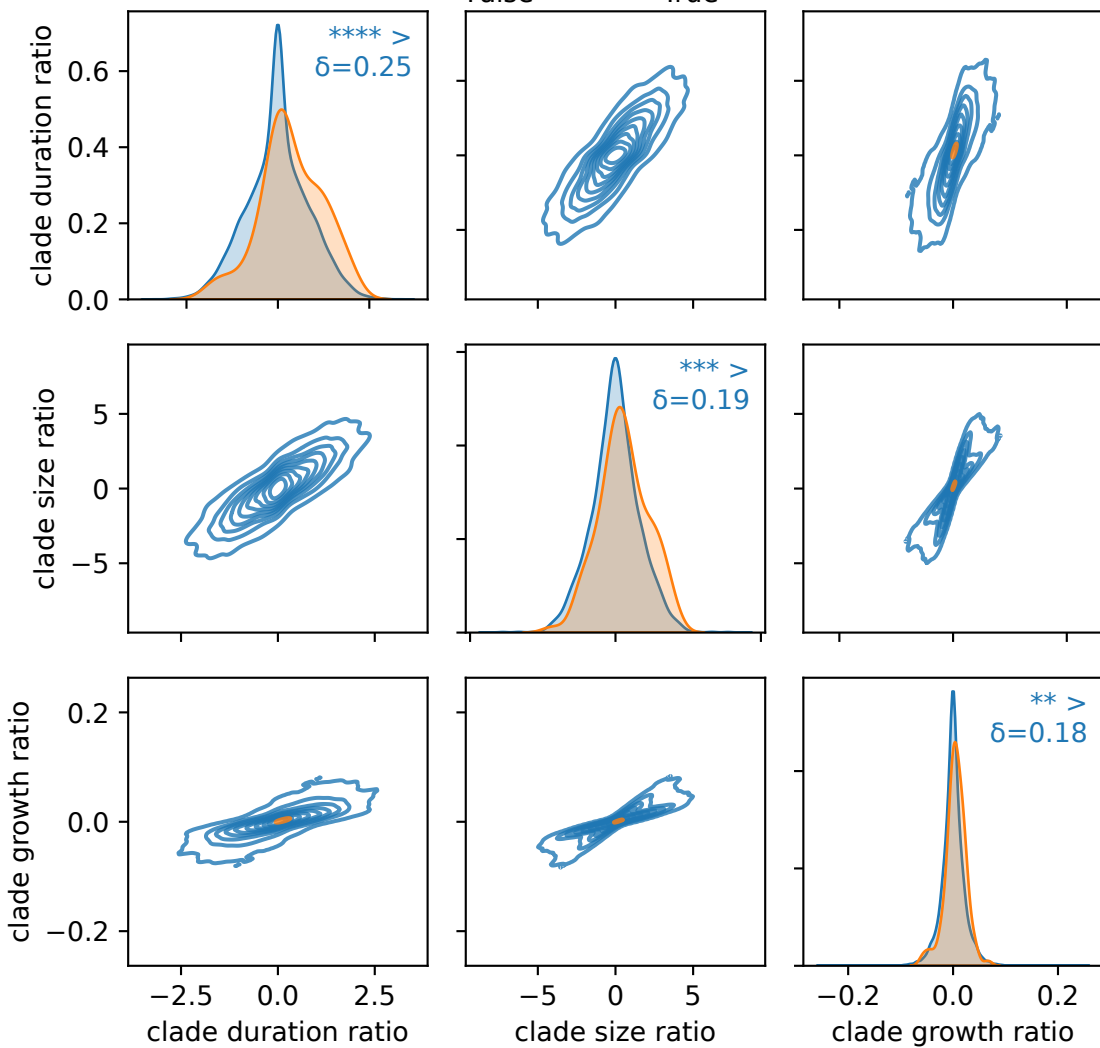 True
clade duration ratio
0.6
0.4
0.2
0.0
**** >
δ=0.25
clade size ratio
5
0
−5
*** >
δ=0.19
clade growth ratio
0.2
0.0
−0.2
** >
δ=0.18
−2.5 0.0 2.5
−5 0 5
−0.2 0.0 0.2
clade duration ratio
clade size ratio
clade growth ratio